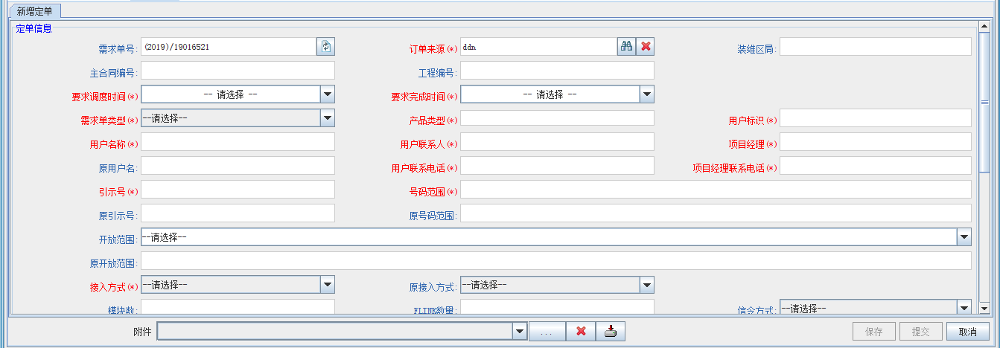 新增定单
定单信息
需求单号: (2019)/19016521 订单来源(*) ddn 装维区局:
主合同编号: 工程编号:
要求调度时间(*) -- 请选择 -- 要求完成时间(*) -- 请选择 --
需求单类型(*) --请选择-- 产品类型(*) 用户标识(*)
用户名称(*) 用户联系人(*) 项目经理(*)
原用户名: 用户联系电话(*) 项目经理联系电话(*)
引示号(*) 号码范围(*)
原引示号: 原号码范围:
开放范围: --请选择--
原开放范围:
接入方式(*) --请选择-- 原接入方式: --请选择--
模块数: FLINK数量: 信令方式: --请选择--
附件 ... 保存 提交 取消